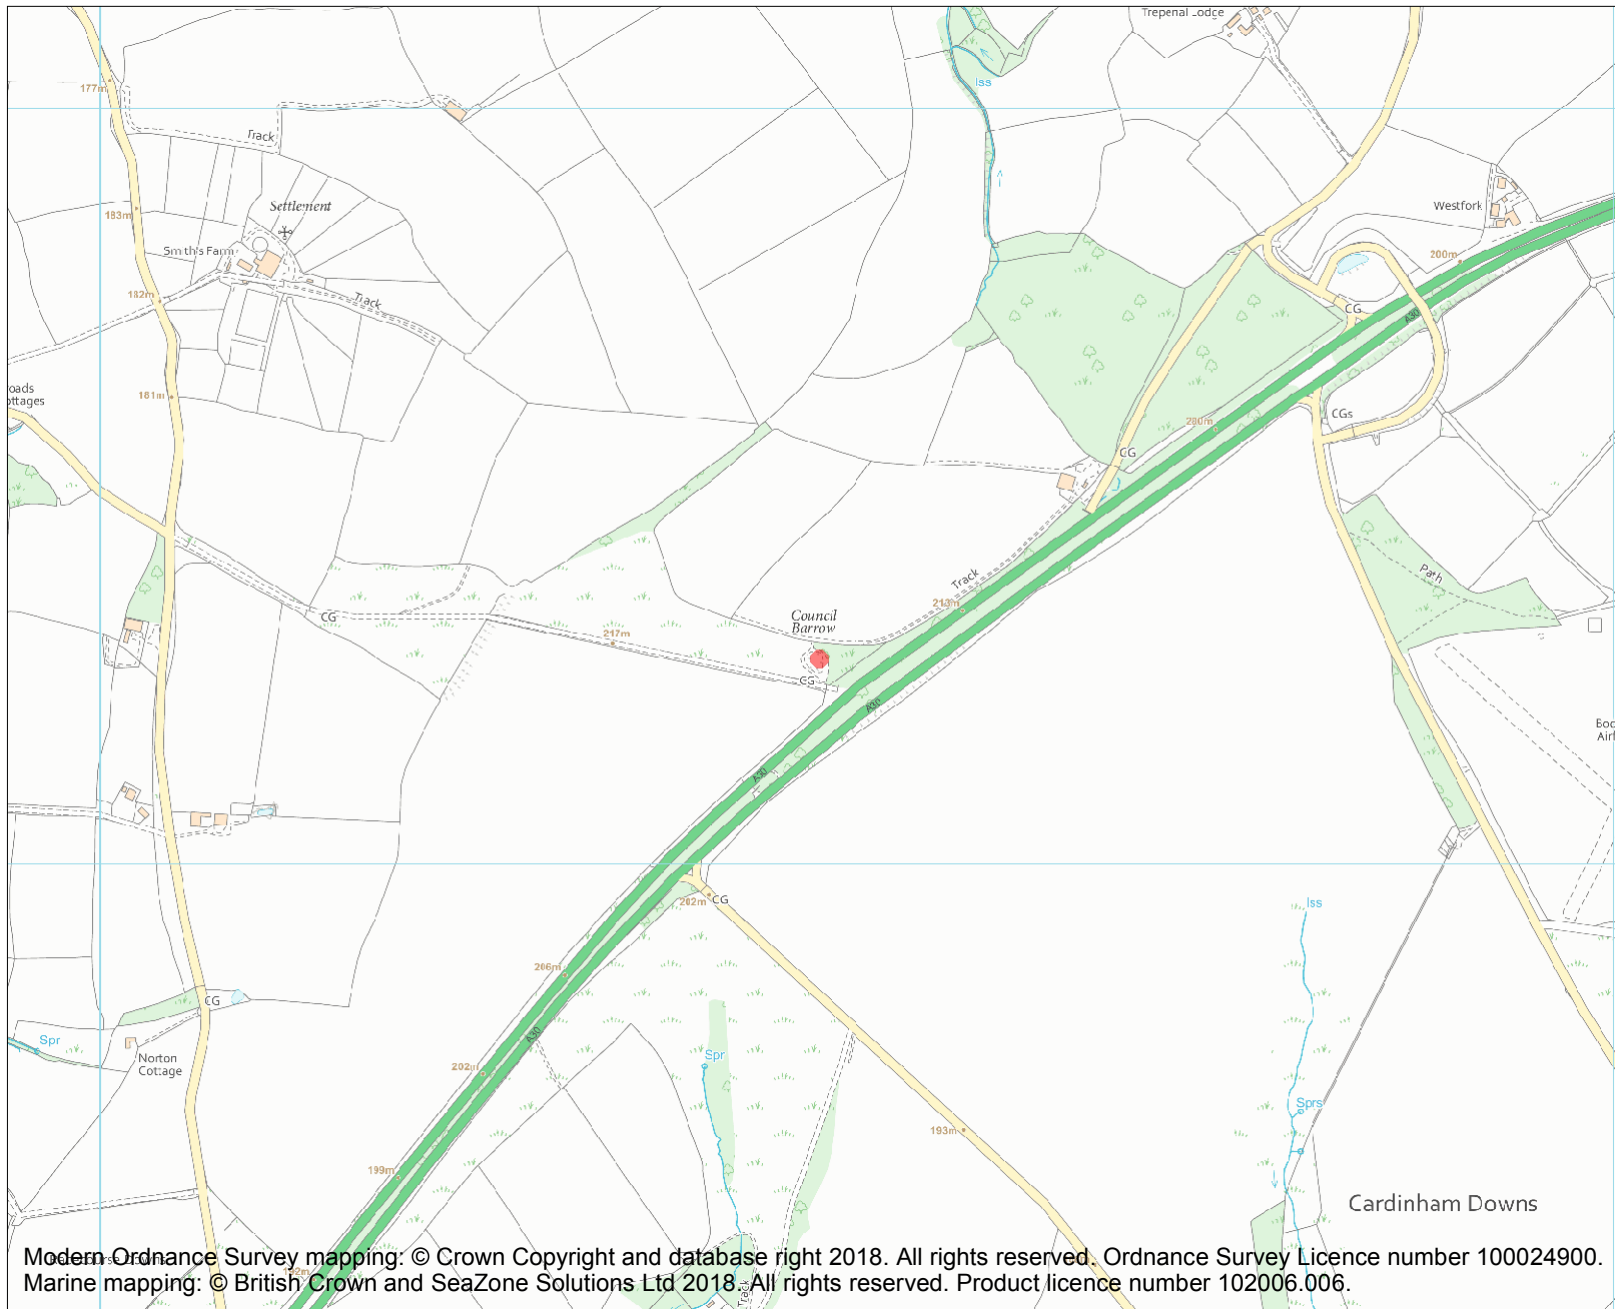 Trepenal Lodge
Iss
177m
Track
Settlement
183m
Westfork
Smith's Farm
200m
182m
Track
CG
A30
181m
CGs
200m
CG
Path
Track
213m
CG
Council
Barrow
217m
CG
A30
A30
202m
CG
Iss
206m
CG
A30
Spr
Norton
Cottage
Spr
202m
Sprs
193m
199m
Cardinham Downs
Track
Modern Ordnance Survey mapping: © Crown Copyright and database right 2018. All rights reserved. Ordnance Survey Licence number 100024900.
Marine mapping: © British Crown and SeaZone Solutions Ltd 2018. All rights reserved. Product licence number 102006.006.